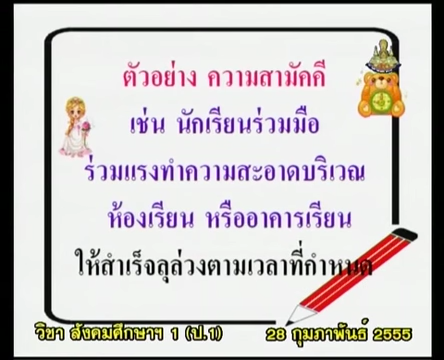 ตัวอย่าง ความสามัคคี
เช่น นักเรียนร่วมมือ
ร่วมแรงทำความสะอาดบริเวณ
ห้องเรียน หรืออาคารเรียน
ให้สำเร็จลุล่วงตามเวลาที่กำหนด
วิชา สังคมศึกษาฯ 1 (ป.1) 28 กุมภาพันธ์ 2555